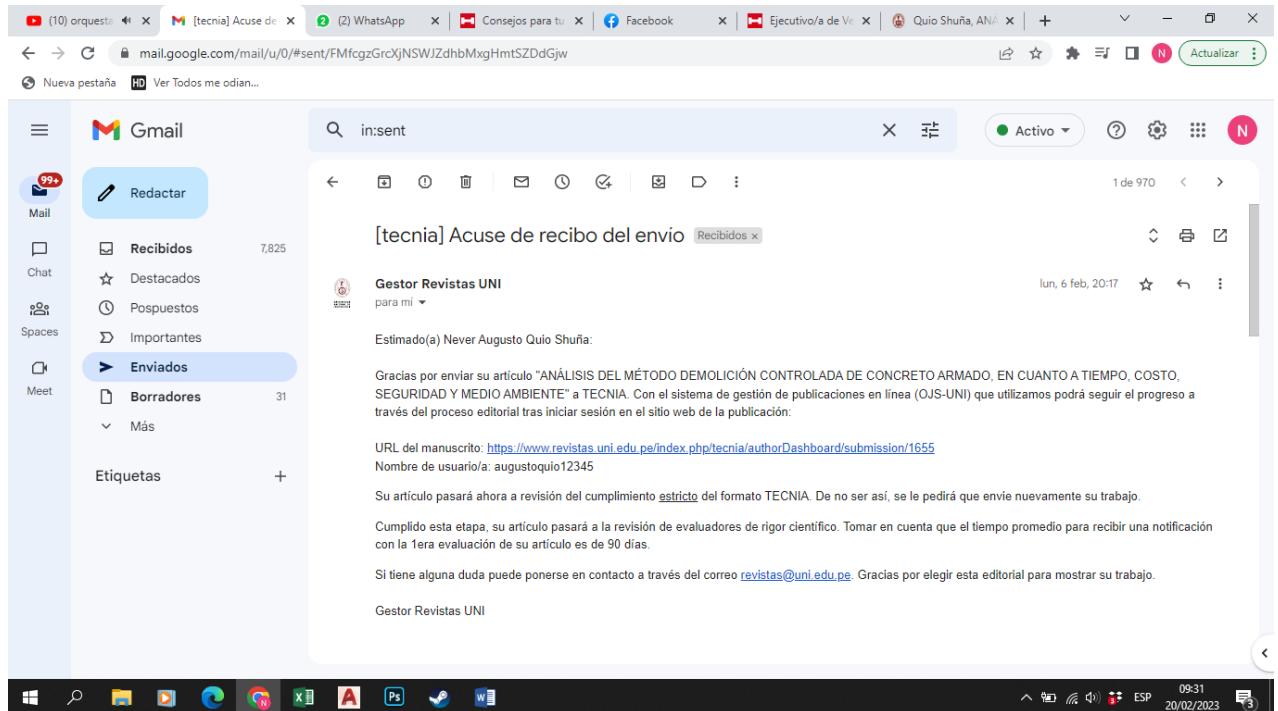 (10) orquesta
[tecnia] Acuse de
(2) WhatsApp
Consejos para tu
Facebook
Ejecutivo/a de Ve
Quio Shuña, ANÁ
mail.google.com/mail/u/0/#sent/FMfcgzGrcXjNSWJZdhbMxgHmtSZDdGjw
N
Actualizar
Nueva pestaña
HD Ver Todos me odian...
Gmail
in:sent
Activo
N
99+
Mail
Chat
Spaces
Meet
Redactar
Recibidos 7,825
Destacados
Pospuestos
Importantes
Enviados
Borradores 31
Más
Etiquetas
1 de 970
[tecnia] Acuse de recibo del envío Recibidos x
Gestor Revistas UNI
lun, 6 feb, 20:17
para mí
Estimado(a) Never Augusto Quio Shuña:
Gracias por enviar su artículo "ANÁLISIS DEL MÉTODO DEMOLICIÓN CONTROLADA DE CONCRETO ARMADO, EN CUANTO A TIEMPO, COSTO,
SEGURIDAD Y MEDIO AMBIENTE" a TECNIA. Con el sistema de gestión de publicaciones en línea (OJS-UNI) que utilizamos podrá seguir el progreso a
través del proceso editorial tras iniciar sesión en el sitio web de la publicación:
URL del manuscrito: https://www.revistas.uni.edu.pe/index.php/tecnia/authorDashboard/submission/1655
Nombre de usuario/a: augustoquio12345
Su artículo pasará ahora a revisión del cumplimiento estricto del formato TECNIA. De no ser así, se le pedirá que envie nuevamente su trabajo.
Cumplido esta etapa, su artículo pasará a la revisión de evaluadores de rigor científico. Tomar en cuenta que el tiempo promedio para recibir una notificación
con la 1era evaluación de su artículo es de 90 días.
Si tiene alguna duda puede ponerse en contacto a través del correo revistas@uni.edu.pe. Gracias por elegir esta editorial para mostrar su trabajo.
Gestor Revistas UNI
ESP
09:31
20/02/2023
3